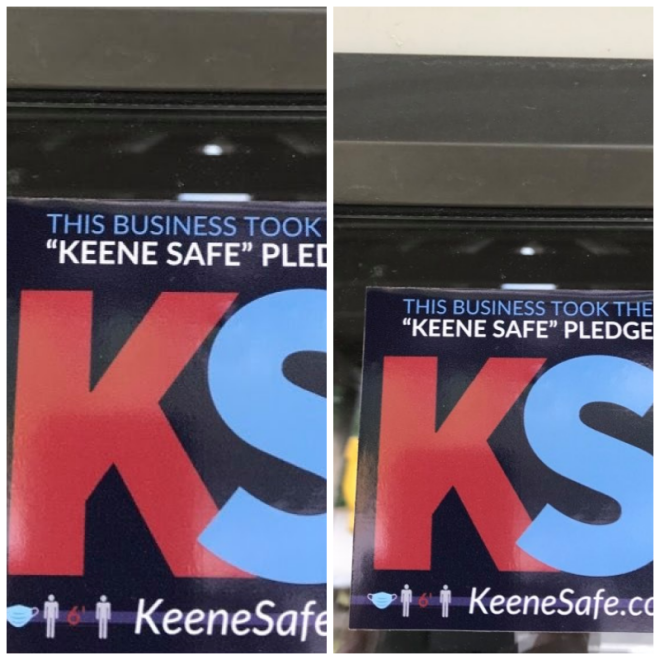 THIS BUSINESS TOOK
“KEENE SAFE” PLED
KS
6'
KeeneSafe
THIS BUSINESS TOOK THE
“KEENE SAFE” PLEDGE
KS
6'
KeeneSafe.co